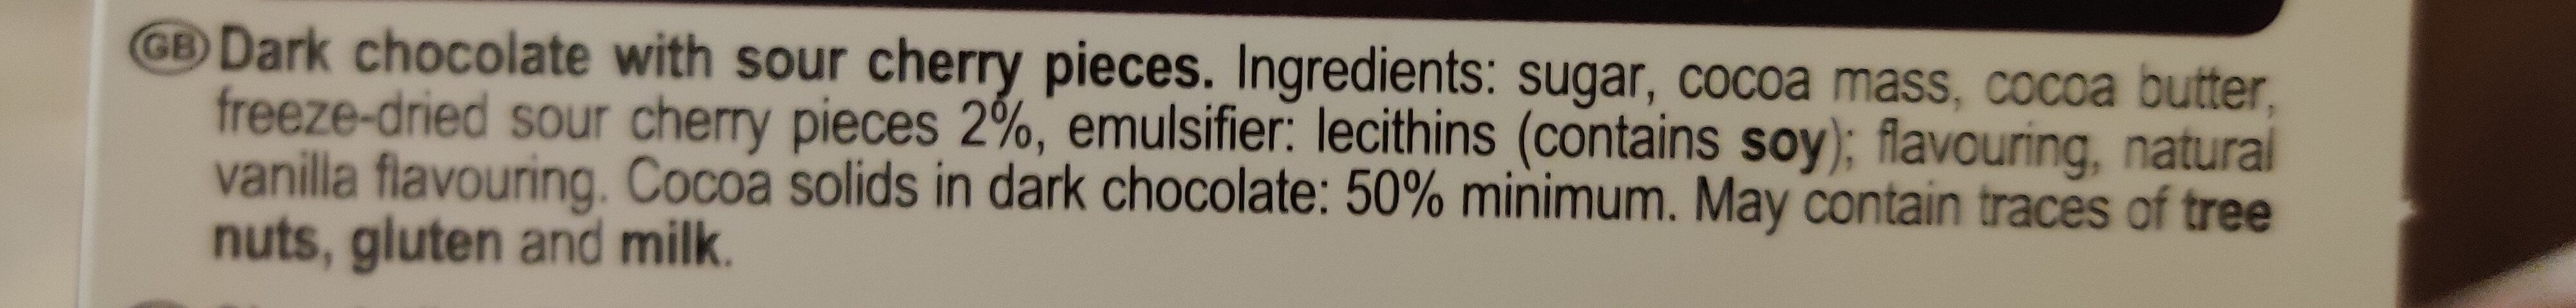 GB Dark chocolate with sour cherry pieces. Ingredients: sugar, cocoa mass, cocoa butter,
freeze-dried sour cherry pieces 2%, emulsifier: lecithins (contains soy); flavouring, natural
vanilla flavouring. Cocoa solids in dark chocolate: 50% minimum. May contain traces of tree
nuts, gluten and milk.